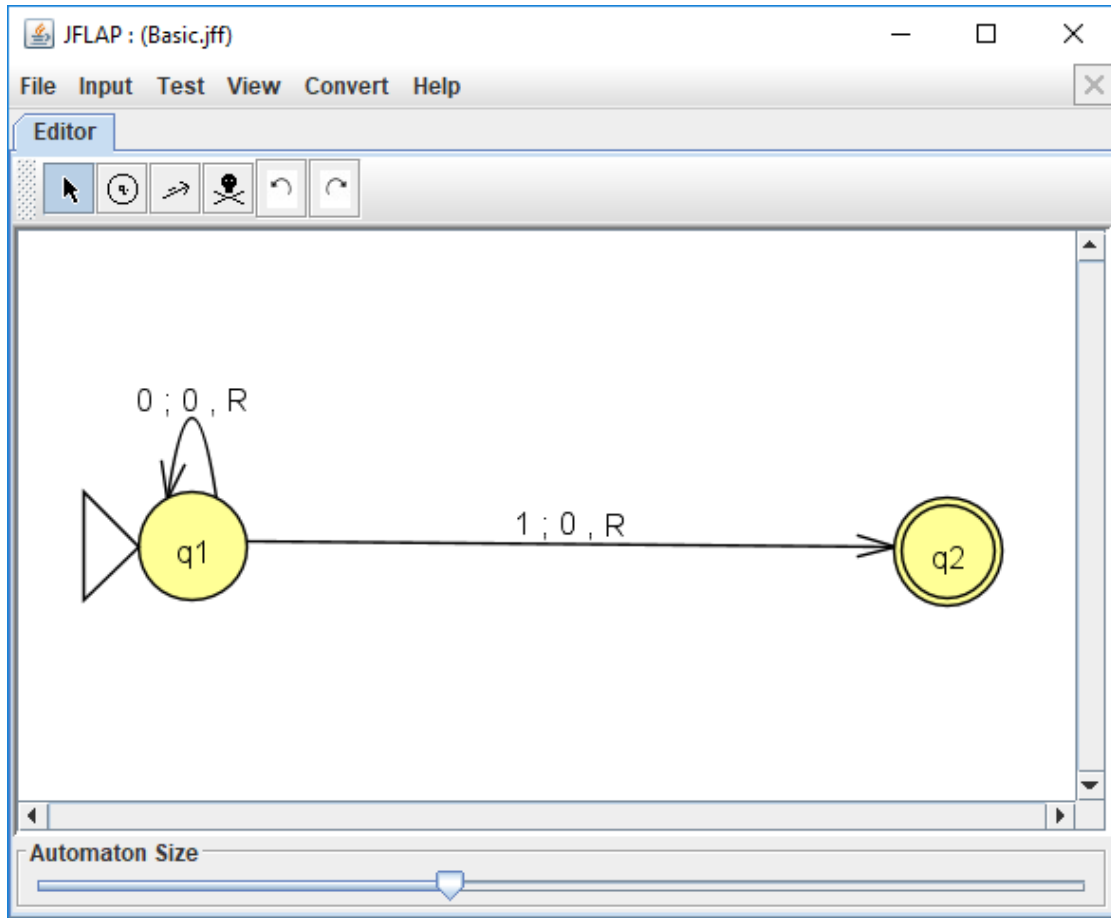 JFLAP : (Basic.jff)
File Input Test View Convert Help
Editor
q
0 ; 0 , R
1 ; 0 , R
q1
q2
Automaton Size